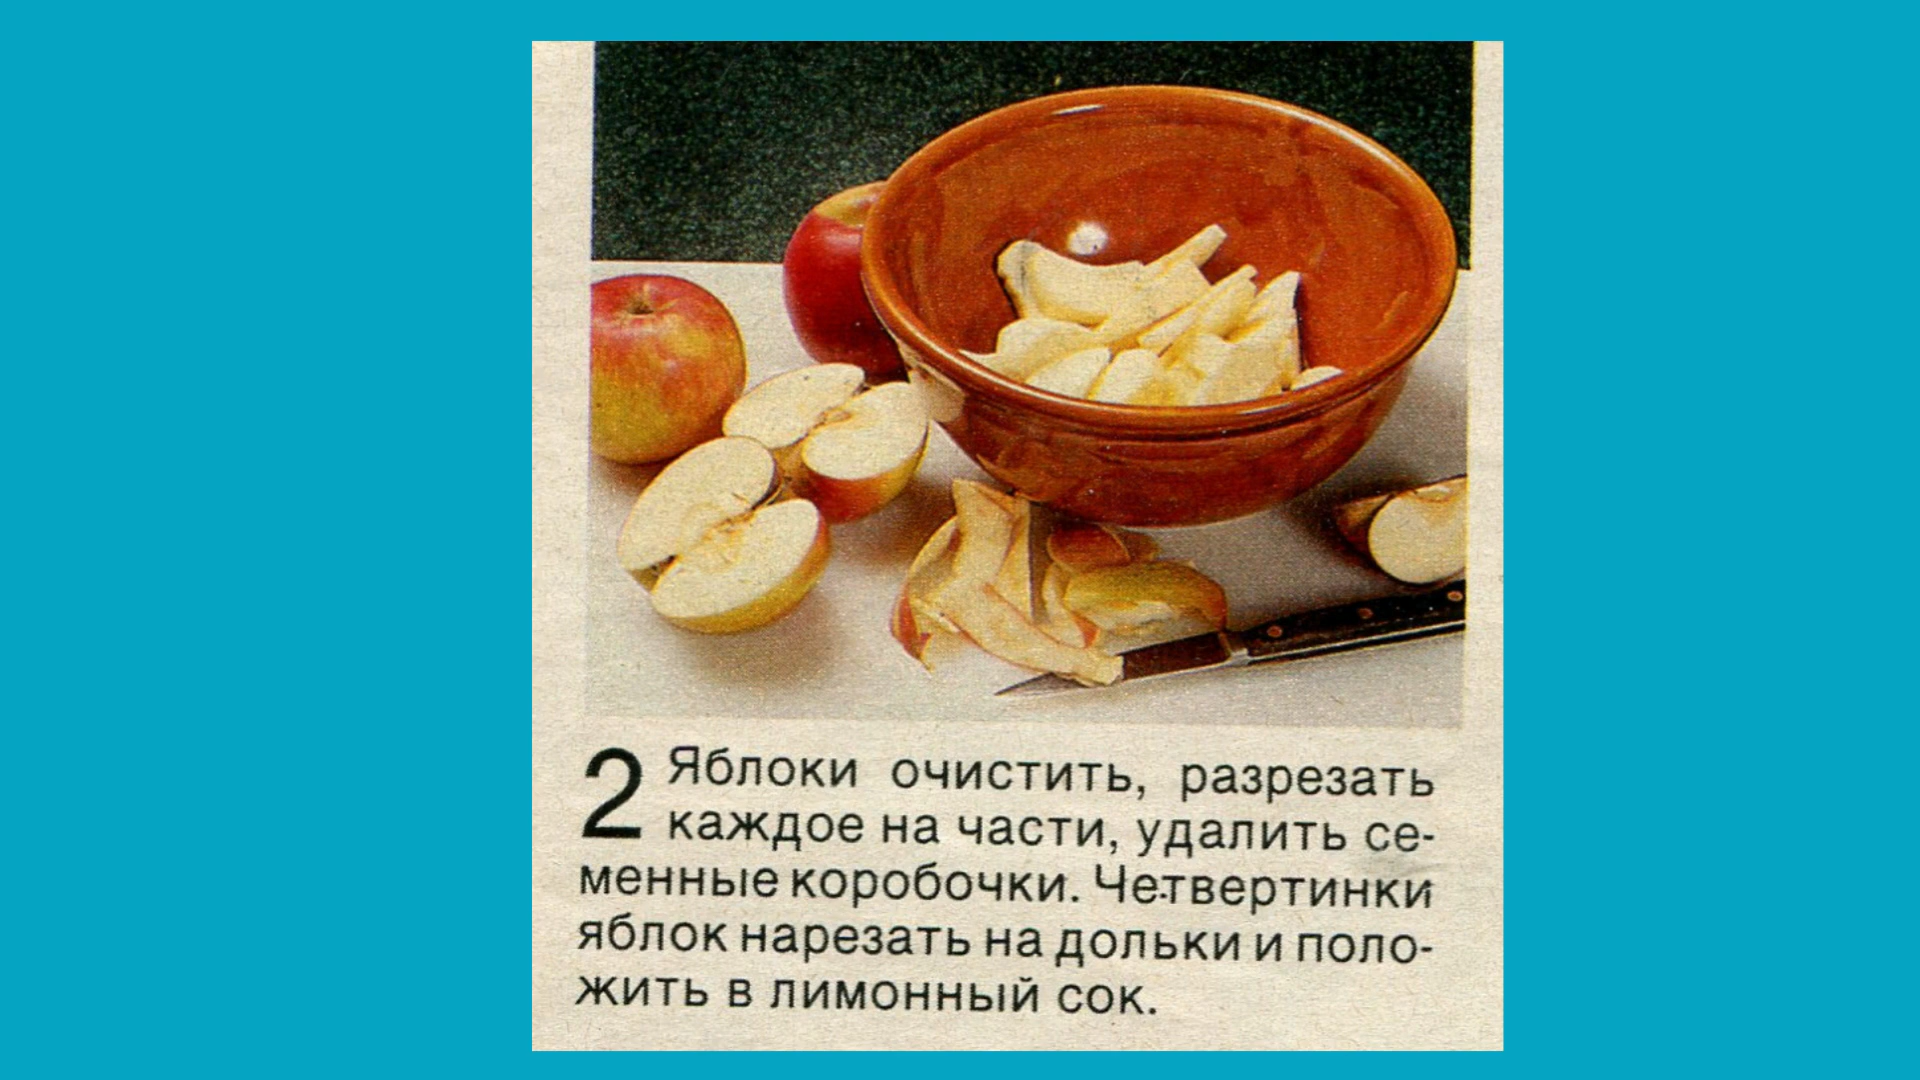 2 Яблоки очистить, разрезать
каждое на части, удалить се-
менные коробочки. Четвертинки
яблок нарезать на дольки и поло-
жить в лимонный сок.